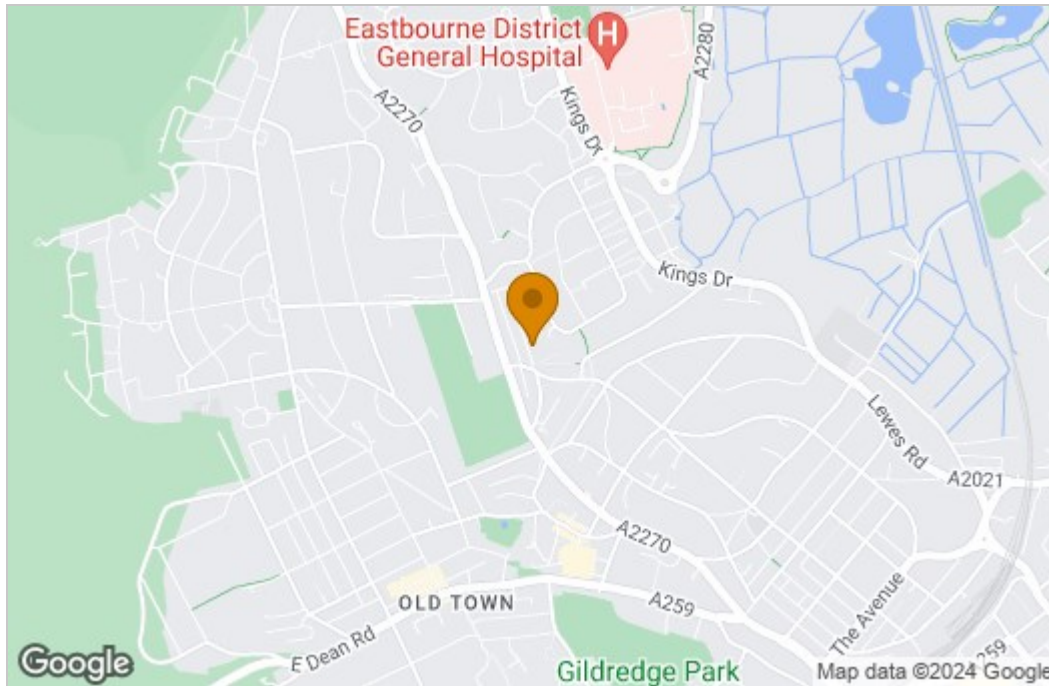 Eastbourne District
General Hospital
H
A2280
A2270
Kings Dr
Kings Dr
Lewes Rd
A2021
A2270
OLD TOWN
A259
The Avenue
E Dean Rd
A259
Gildredge Park
Google
Map data ©2024 Google